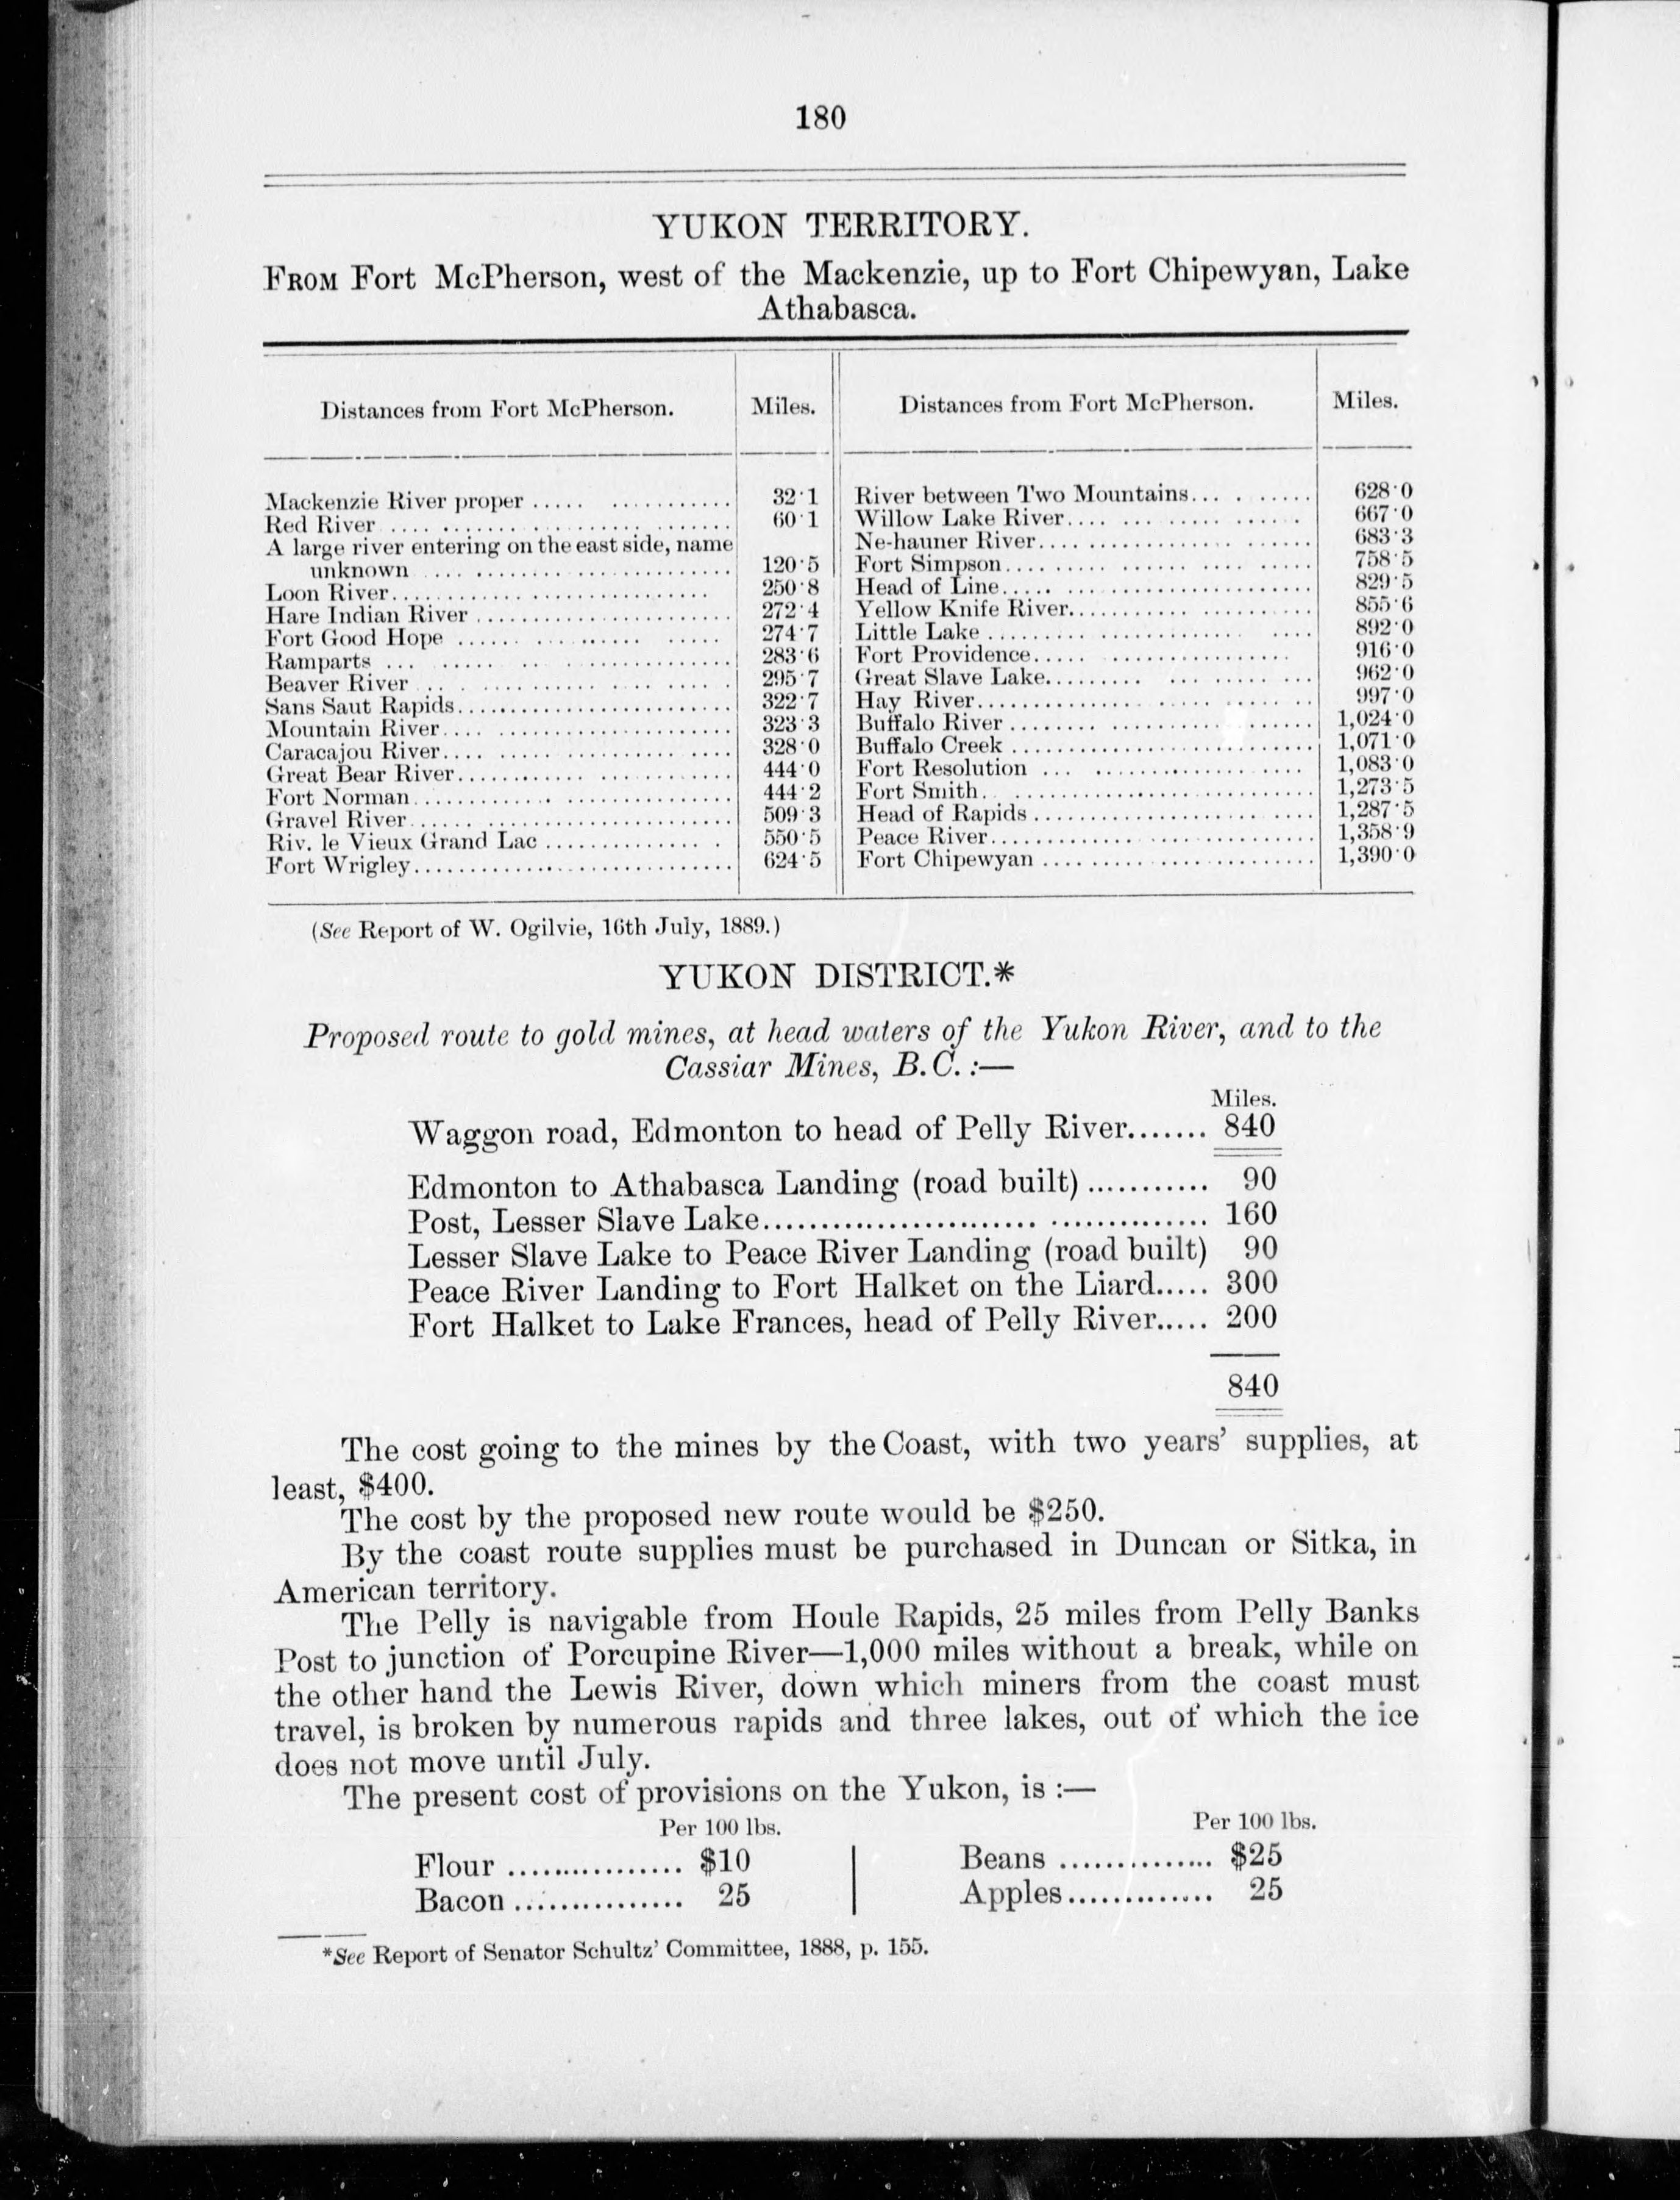 180
YUKON TERRITORY.
FROM Fort McPherson, west of the Mackenzie, up to Fort Chipewyan, Lake
Athabasca.
Distances from Fort McPherson. Miles. Distances from Fort McPherson. Miles.
Mackenzie River proper 32·1 River between Two Mountains 628·0
Red River 60·1 Willow Lake River 667·0
A large river entering on the east side, name Ne-hauner River 683·3
unknown 120·5 Fort Simpson 758·5
Loon River 250·8 Head of Line 829·5
Hare Indian River 272·4 Yellow Knife River 855·6
Fort Good Hope 274·7 Little Lake 892·0
Ramparts 283·6 Fort Providence 916·0
Beaver River 295·7 Great Slave Lake 962·0
Sans Saut Rapids 322·7 Hay River 997·0
Mountain River 323·3 Buffalo River 1,024·0
Caracajou River 328·0 Buffalo Creek 1,071·0
Great Bear River 444·0 Fort Resolution 1,083·0
Fort Norman 444·2 Fort Smith 1,273·5
Gravel River 509·3 Head of Rapids 1,287·5
Riv. le Vieux Grand Lac 550·5 Peace River 1,358·9
Fort Wrigley 624·5 Fort Chipewyan 1,390·0
(See Report of W. Ogilvie, 16th July, 1889.)
YUKON DISTRICT.*
Proposed route to gold mines, at head waters of the Yukon River, and to the
Cassiar Mines, B.C. :—
Miles.
Waggon road, Edmonton to head of Pelly River....... 840
Edmonton to Athabasca Landing (road built) ........... 90
Post, Lesser Slave Lake...................................... 160
Lesser Slave Lake to Peace River Landing (road built) 90
Peace River Landing to Fort Halket on the Liard..... 300
Fort Halket to Lake Frances, head of Pelly River..... 200
840
The cost going to the mines by the Coast, with two years' supplies, at
least, $400.
The cost by the proposed new route would be $250.
By the coast route supplies must be purchased in Duncan or Sitka, in
American territory.
The Pelly is navigable from Houle Rapids, 25 miles from Pelly Banks
Post to junction of Porcupine River—1,000 miles without a break, while on
the other hand the Lewis River, down which miners from the coast must
travel, is broken by numerous rapids and three lakes, out of which the ice
does not move until July.
The present cost of provisions on the Yukon, is :—
Per 100 lbs. Per 100 lbs.
Flour ............... $10 Beans .............. $25
Bacon ............... 25 Apples.............. 25
*See Report of Senator Schultz' Committee, 1888, p. 155.